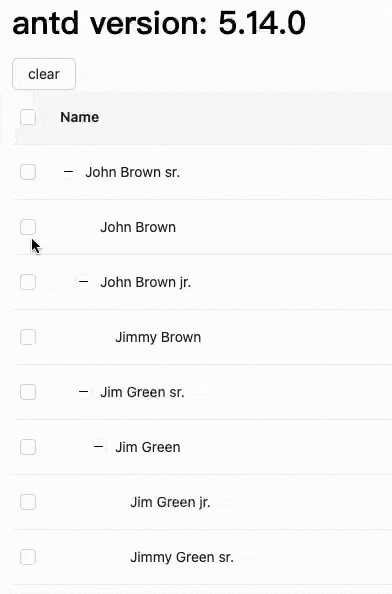 antd version: 5.14.0
clear
Name
John Brown sr.
John Brown
John Brown jr.
Jimmy Brown
Jim Green sr.
Jim Green
Jim Green jr.
Jimmy Green sr.